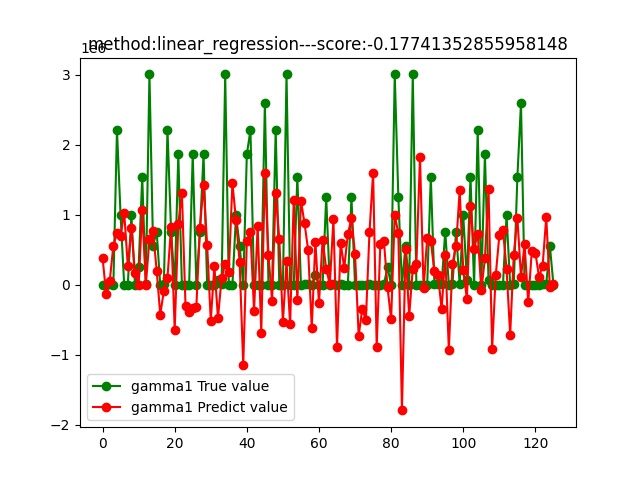 method:linear_regression---score:-0.17741352855958148
1e6
3
2
1
0
−1
−2
gamma1 True value
gamma1 Predict value
0 20 40 60 80 100 120